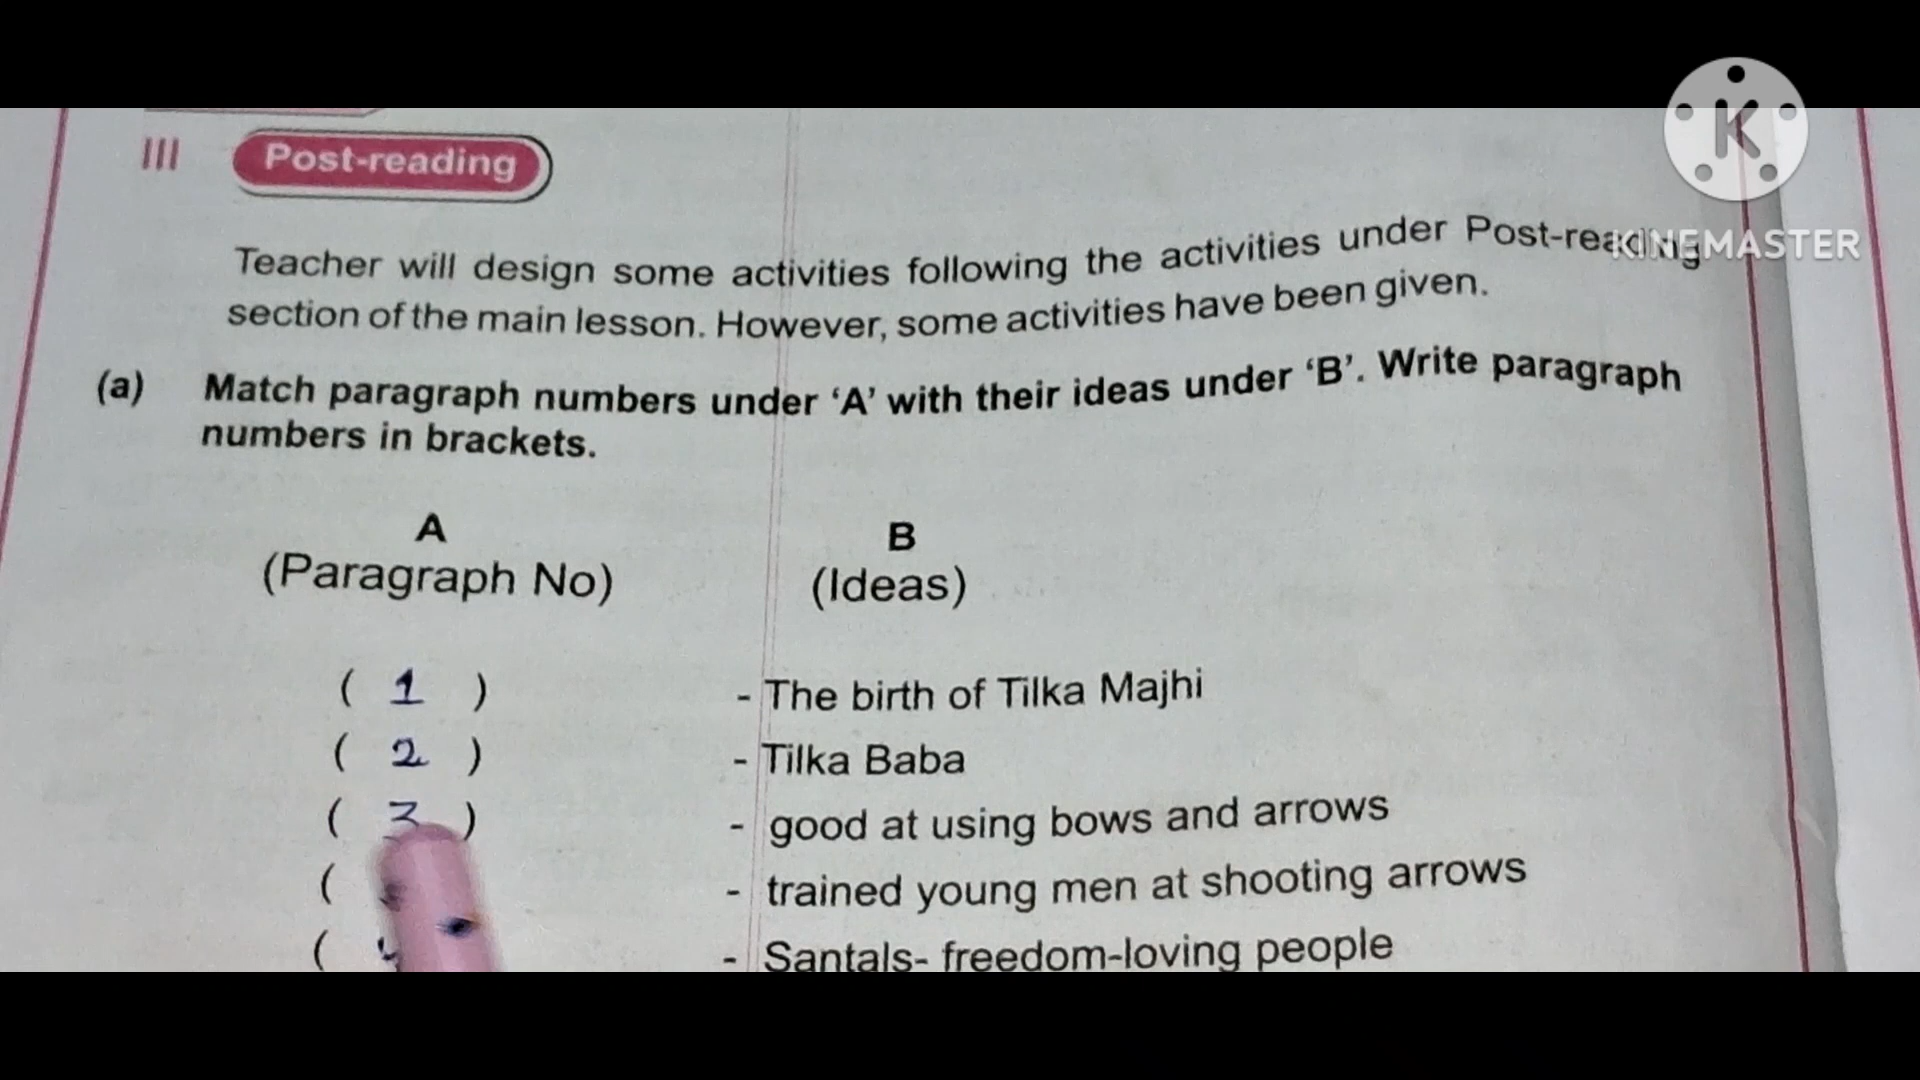 III Post-reading
K
KINEMASTER
Teacher will design some activities following the activities under Post-reading
section of the main lesson. However, some activities have been given.
(a) Match paragraph numbers under ‘A’ with their ideas under ‘B’. Write paragraph
numbers in brackets.
A B
(Paragraph No) (Ideas)
( 1 ) - The birth of Tilka Majhi
( 2 ) - Tilka Baba
( 3 ) - good at using bows and arrows
( - trained young men at shooting arrows
( - Santals- freedom-loving people